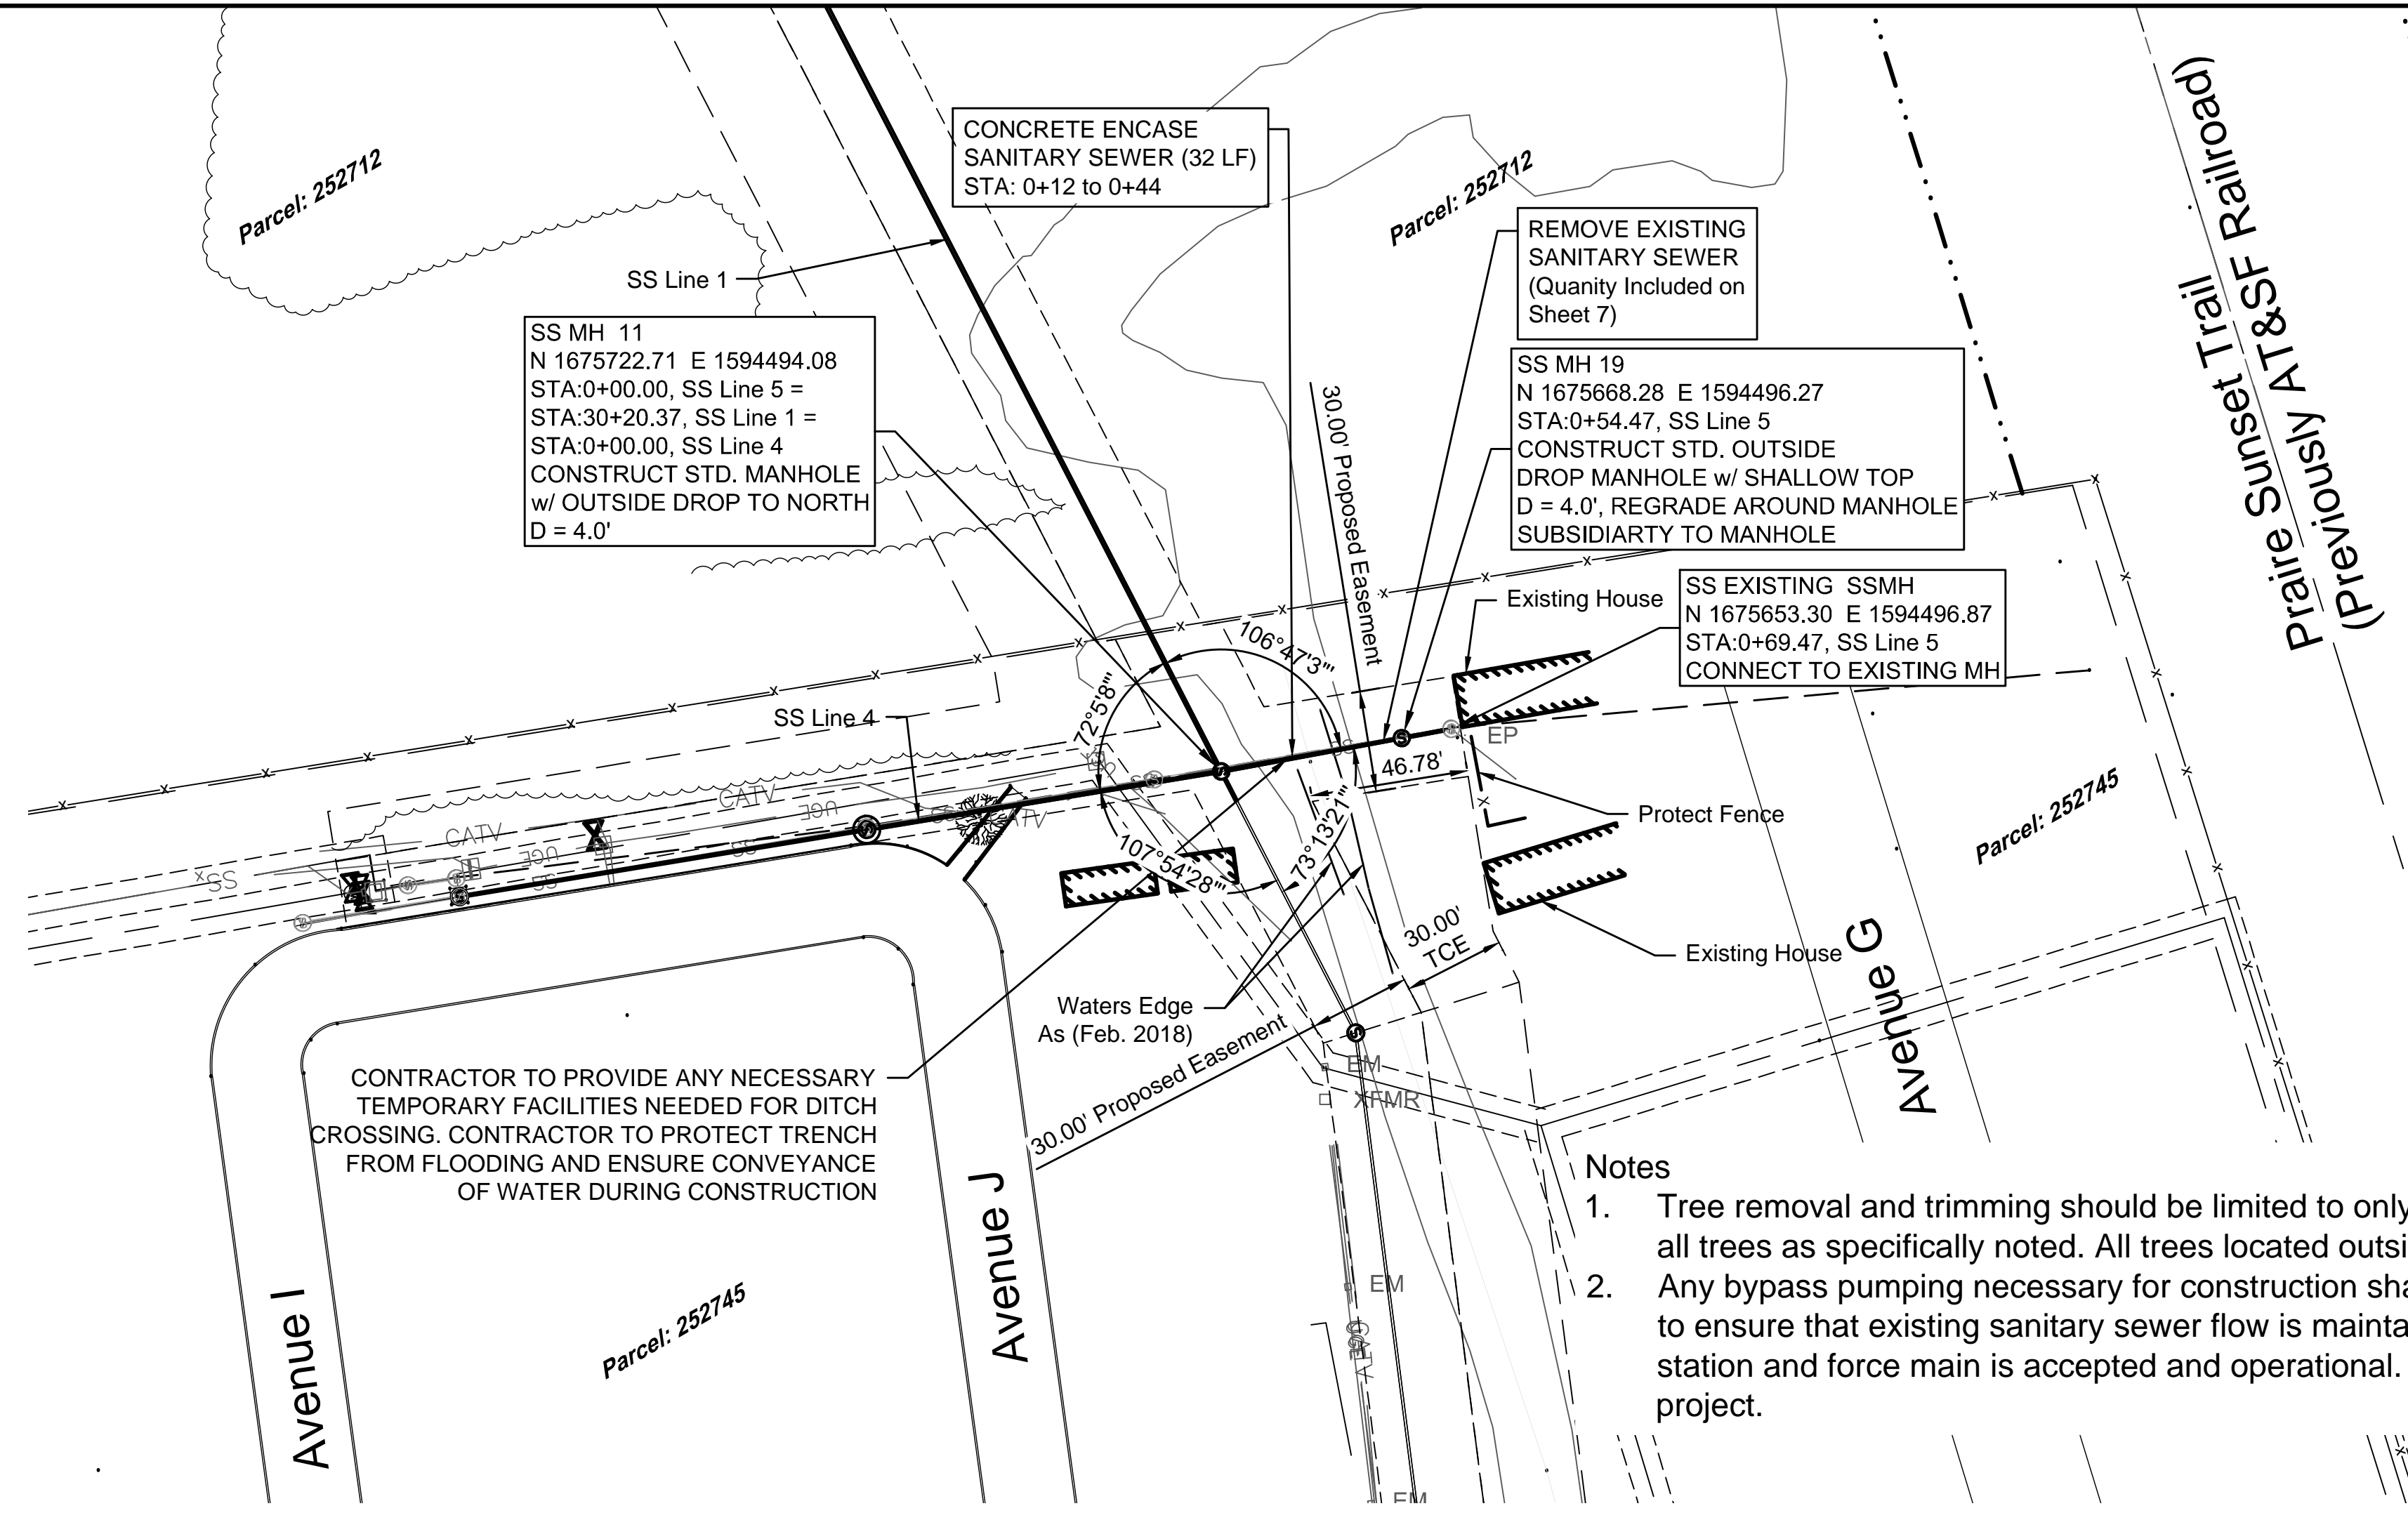 Parcel: 252712
CONCRETE ENCASE
SANITARY SEWER (32 LF)
STA: 0+12 to 0+44
Parcel: 252712
REMOVE EXISTING
SANITARY SEWER
(Quanity Included on
Sheet 7)
Praire Sunset Trail
(Previously AT&SF Railroad)
SS Line 1
SS MH 11
N 1675722.71 E 1594494.08
STA:0+00.00, SS Line 5 =
STA:30+20.37, SS Line 1 =
STA:0+00.00, SS Line 4
CONSTRUCT STD. MANHOLE
w/ OUTSIDE DROP TO NORTH
D = 4.0'
SS MH 19
N 1675668.28 E 1594496.27
STA:0+54.47, SS Line 5
CONSTRUCT STD. OUTSIDE
DROP MANHOLE w/ SHALLOW TOP
D = 4.0', REGRADE AROUND MANHOLE
SUBSIDIARTY TO MANHOLE
30.00' Proposed Easement
Existing House
SS EXISTING SSMH
N 1675653.30 E 1594496.87
STA:0+69.47, SS Line 5
CONNECT TO EXISTING MH
106°47'3"
72°5'8"
SS Line 4
SS
EP
46.78'
CATV
UGE
SS
ATV
CATV
UGE
SS
SS
SS
Protect Fence
Parcel: 252745
73°13'21"
107°54'28"
30.00'
TCE
Existing House
Avenue G
Waters Edge
As (Feb. 2018)
30.00' Proposed Easement
EM
XFMR
CONTRACTOR TO PROVIDE ANY NECESSARY
TEMPORARY FACILITIES NEEDED FOR DITCH
CROSSING. CONTRACTOR TO PROTECT TRENCH
FROM FLOODING AND ENSURE CONVEYANCE
OF WATER DURING CONSTRUCTION
Avenue I
Avenue J
Parcel: 252745
EM
EM
Notes
1. Tree removal and trimming should be limited to only
all trees as specifically noted. All trees located outsi
2. Any bypass pumping necessary for construction sha
to ensure that existing sanitary sewer flow is mainta
station and force main is accepted and operational.
project.